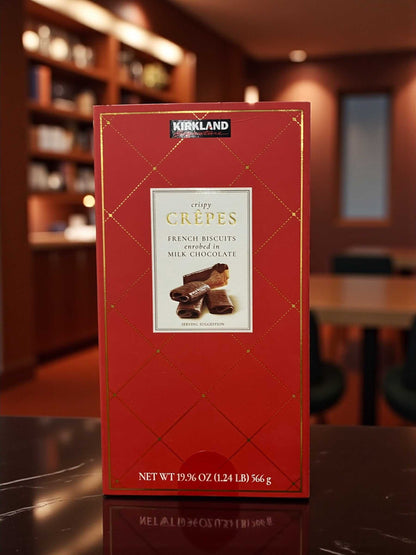 KIRKLAND
crispy
CRÊPES
FRENCH BISCUITS
enrobed in
MILK CHOCOLATE
SERVING SUGGESTION
NET WT 19.96 OZ (1.24 LB) 566 g